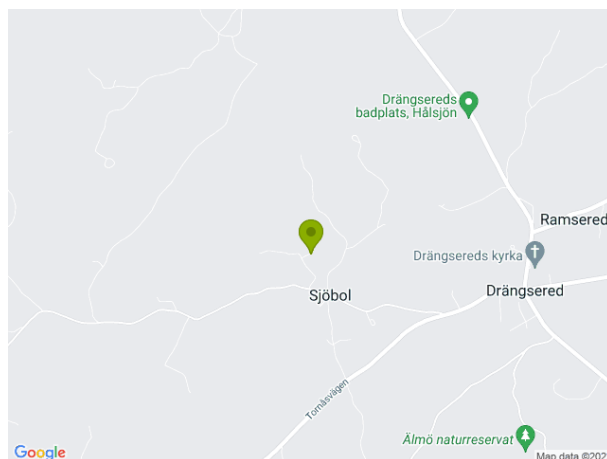 Drängsereds
badplats, Hålsjön
Ramsered
Drängsereds kyrka
Drängsered
Sjöbol
Tornåsvägen
Älmö naturreservat
Google
Map data ©202